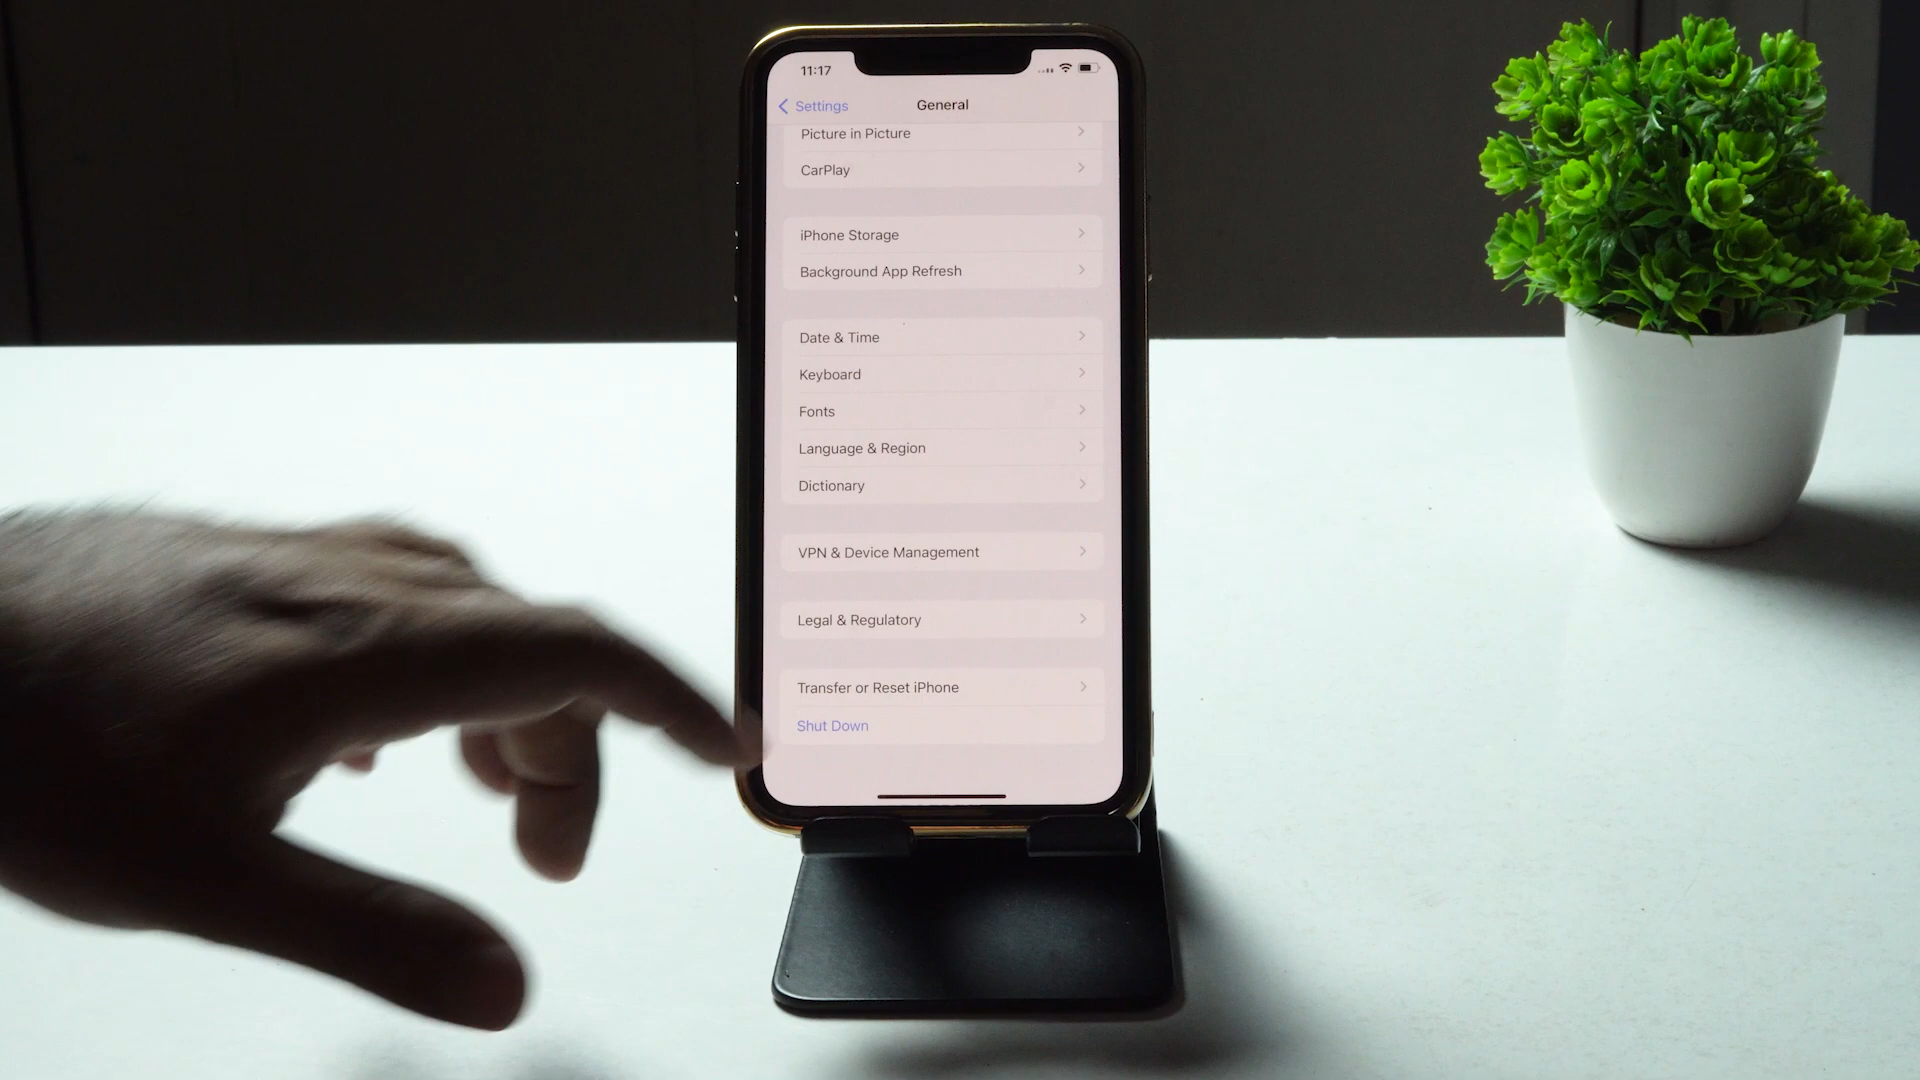 11:17
Settings
General
Picture in Picture
CarPlay
iPhone Storage
Background App Refresh
Date & Time
Keyboard
Fonts
Language & Region
Dictionary
VPN & Device Management
Legal & Regulatory
Transfer or Reset iPhone
Shut Down